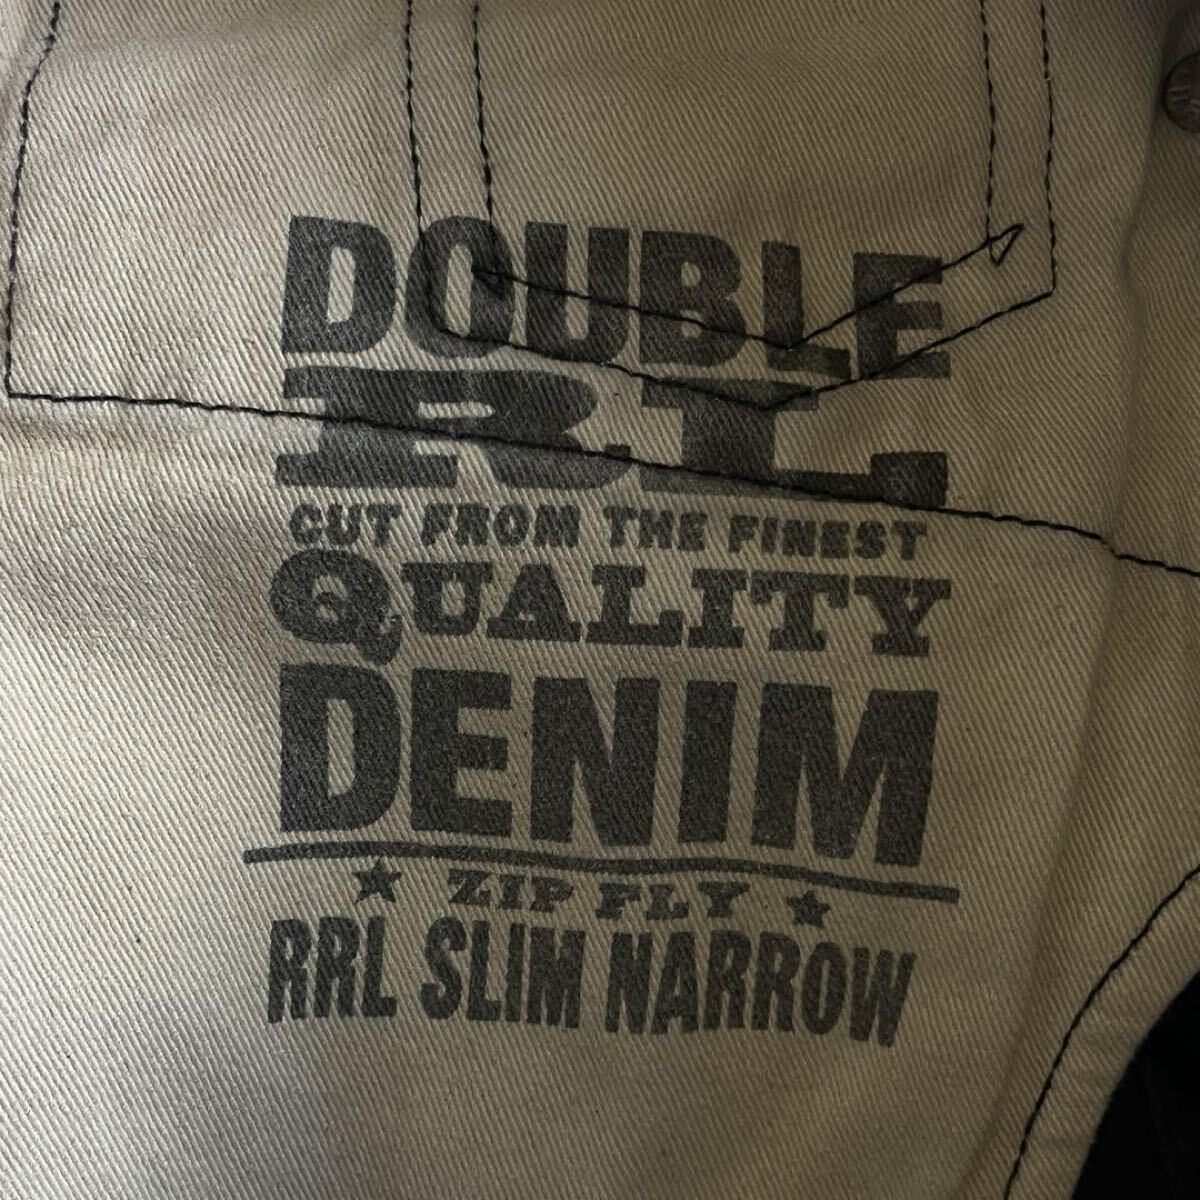 DOUBLE
RL
CUT FROM THE FINEST
QUALITY
DENIM
★ ZIP FLY ★
RRL SLIM NARROW